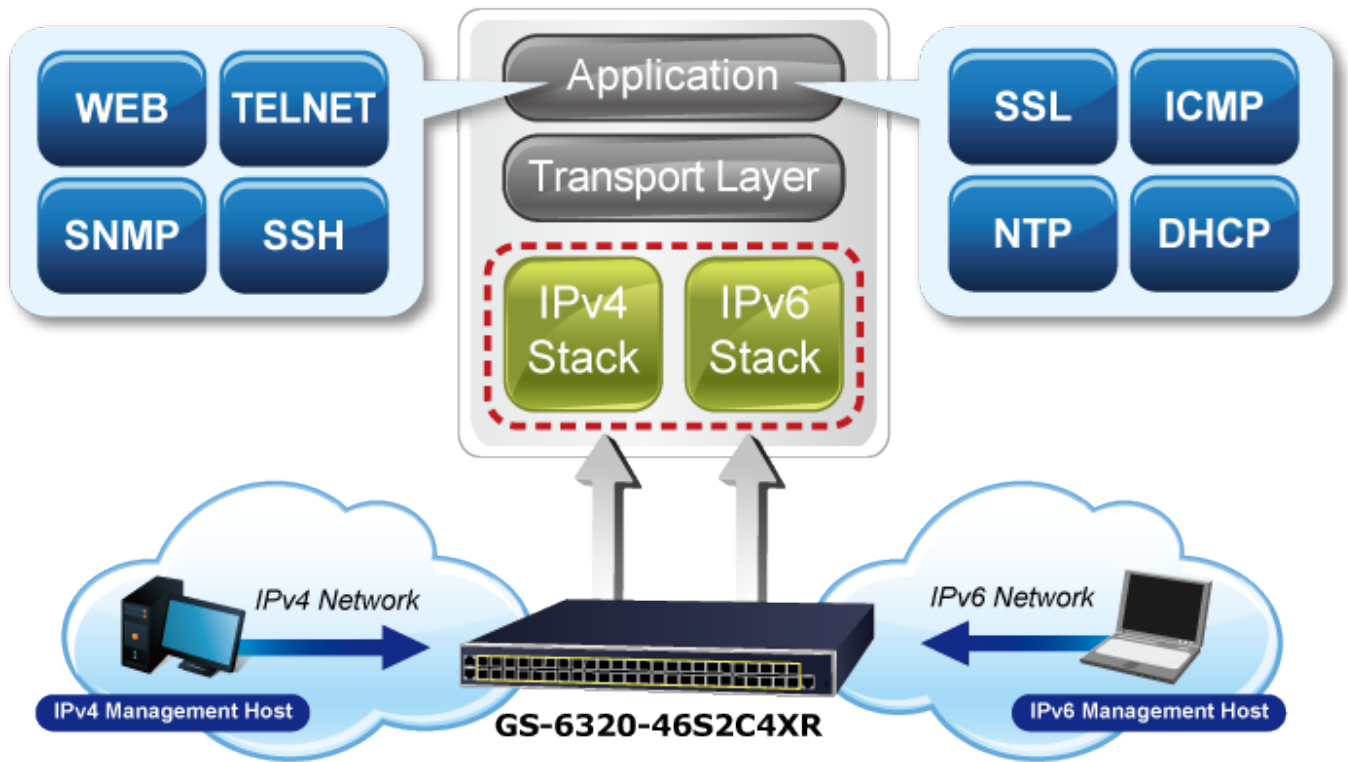 WEB
TELNET
SNMP
SSH
Application
Transport Layer
IPv4
Stack
IPv6
Stack
SSL
ICMP
NTP
DHCP
IPv4 Network
IPv4 Management Host
GS-6320-46S2C4XR
IPv6 Network
IPv6 Management Host